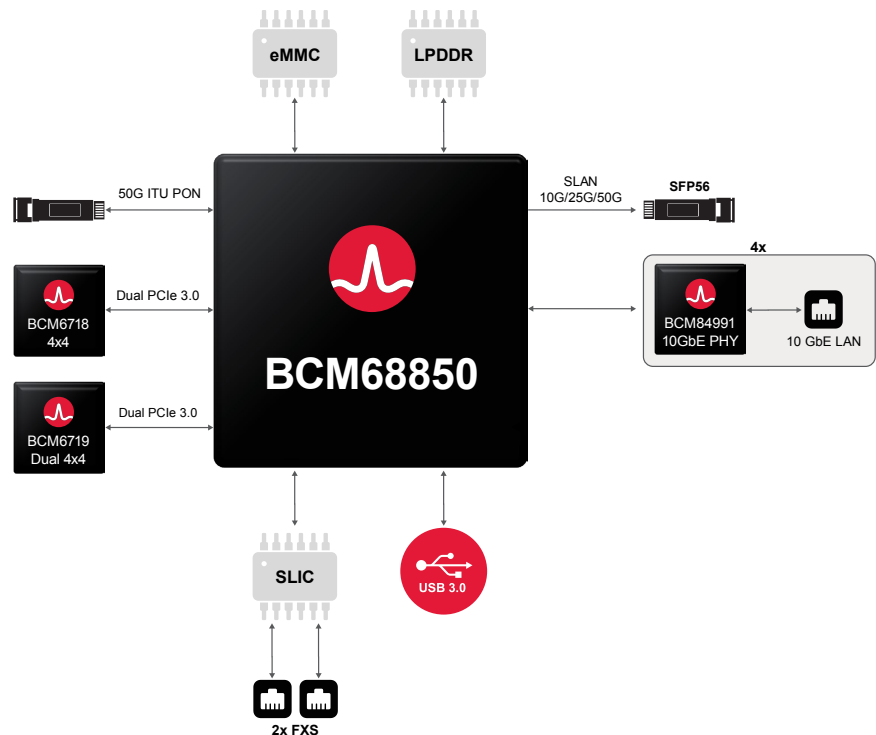 eMMC
LPDDR
50G ITU PON
SLAN
10G/25G/50G
SFP56
4x
BCM6718
4x4
Dual PCIe 3.0
BCM84991
10GbE PHY
10 GbE LAN
BCM68850
BCM6719
Dual 4x4
Dual PCIe 3.0
SLIC
USB 3.0
2x FXS